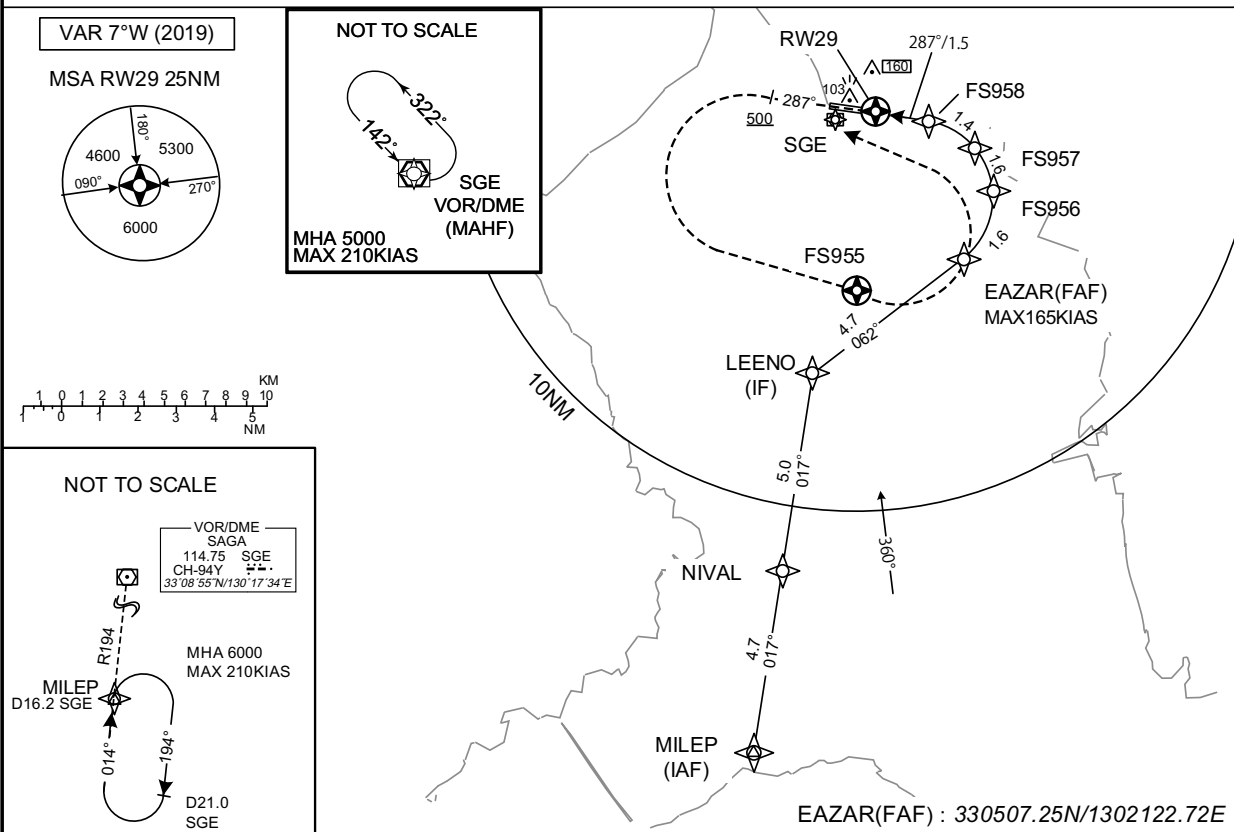 VAR 7°W (2019)
MSA RW29 25NM
180°
4600
5300
090°
270°
6000
NOT TO SCALE
322°
142°
SGE
VOR/DME
(MAHF)
MHA 5000
MAX 210KIAS
RW29
160
287°/1.5
103
287°
500
SGE
FS958
1.4
FS957
1.6
FS956
1.6
FS955
EAZAR(FAF)
MAX165KIAS
4.7
062°
LEENO
(IF)
10NM
5.0
017°
360°
NIVAL
4.7
017°
MILEP
(IAF)
1 0 1 2 3 4 5 6 7 8 9 10
KM
1 0 1 2 3 4 5
NM
NOT TO SCALE
VOR/DME
SAGA
114.75 SGE
CH-94Y
33°08'55"N/130°17'34"E
R194
MHA 6000
MAX 210KIAS
MILEP
D16.2 SGE
014°
194°
D21.0
SGE
EAZAR(FAF) : 330507.25N/1302122.72E